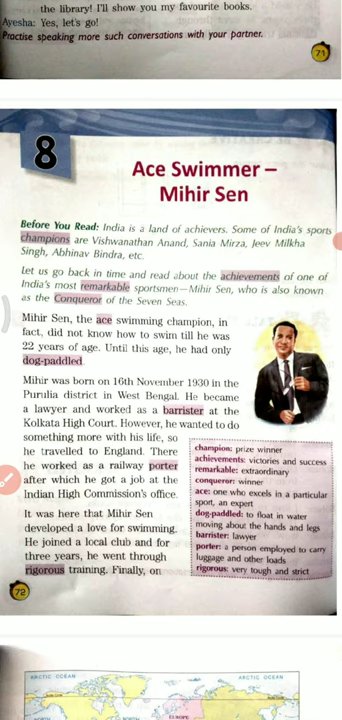 the library! I'll show you my favourite books.
Ayesha: Yes, let's go!
Practise speaking more such conversations with your partner.
71
8
Ace Swimmer –
Mihir Sen
Before You Read: India is a land of achievers. Some of India's sports
champions are Vishwanathan Anand, Sania Mirza, Jeev Milkha
Singh, Abhinav Bindra, etc.
Let us go back in time and read about the achievements of one of
India's most remarkable sportsmen—Mihir Sen, who is also known
as the Conqueror of the Seven Seas.
Mihir Sen, the ace swimming champion, in
fact, did not know how to swim till he was
22 years of age. Until this age, he had only
dog-paddled.
Mihir was born on 16th November 1930 in the
Purulia district in West Bengal. He became
a lawyer and worked as a barrister at the
Kolkata High Court. However, he wanted to do
something more with his life, so
he travelled to England. There
he worked as a railway porter
after which he got a job at the
Indian High Commission's office.
It was here that Mihir Sen
developed a love for swimming.
He joined a local club and for
three years, he went through
rigorous training. Finally, on
champion: prize winner
achievements: victories and success
remarkable: extraordinary
conqueror: winner
ace: one who excels in a particular
sport, an expert
dog-paddled: to float in water
moving about the hands and legs
barrister: lawyer
porter: a person employed to carry
luggage and other loads
rigorous: very tough and strict
72
ARCTIC OCEAN
ARCTIC OCEAN
NORTH
NORTH
EUROPE